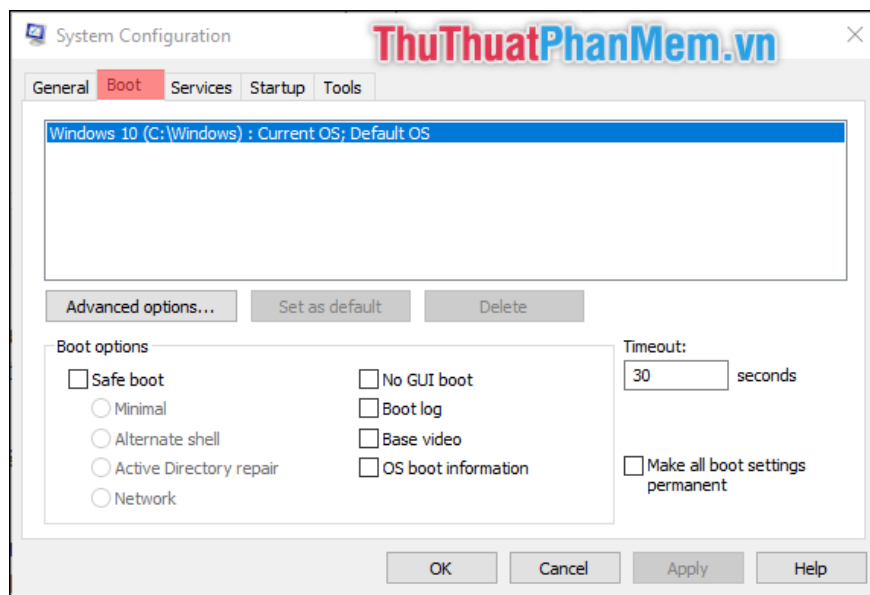 System Configuration
ThuThuatPhanMem.vn
General Boot Services Startup Tools
Windows 10 (C:\Windows) : Current OS; Default OS
Advanced options... Set as default Delete
Boot options
Timeout:
Safe boot
No GUI boot
30 seconds
Minimal
Boot log
Alternate shell
Base video
Active Directory repair
OS boot information
Make all boot settings
permanent
Network
OK Cancel Apply Help